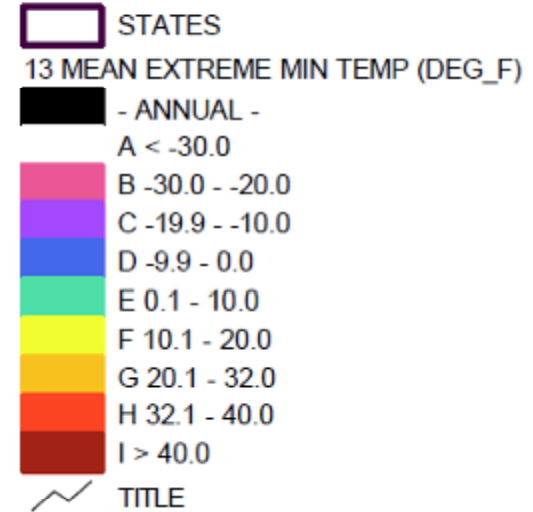 STATES
13 MEAN EXTREME MIN TEMP (DEG_F)
- ANNUAL -
A < -30.0
B -30.0 - -20.0
C -19.9 - -10.0
D -9.9 - 0.0
E 0.1 - 10.0
F 10.1 - 20.0
G 20.1 - 32.0
H 32.1 - 40.0
I > 40.0
TITLE